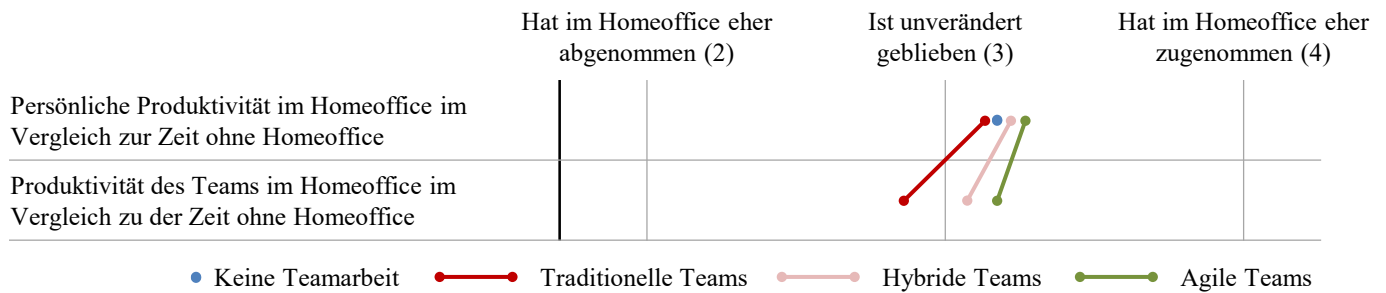 Hat im Homeoffice eher
abgenommen (2)
Ist unverändert
geblieben (3)
Hat im Homeoffice eher
zugenommen (4)
Persönliche Produktivität im Homeoffice im
Vergleich zur Zeit ohne Homeoffice
Produktivität des Teams im Homeoffice im
Vergleich zu der Zeit ohne Homeoffice
Keine Teamarbeit
Traditionelle Teams
Hybride Teams
Agile Teams